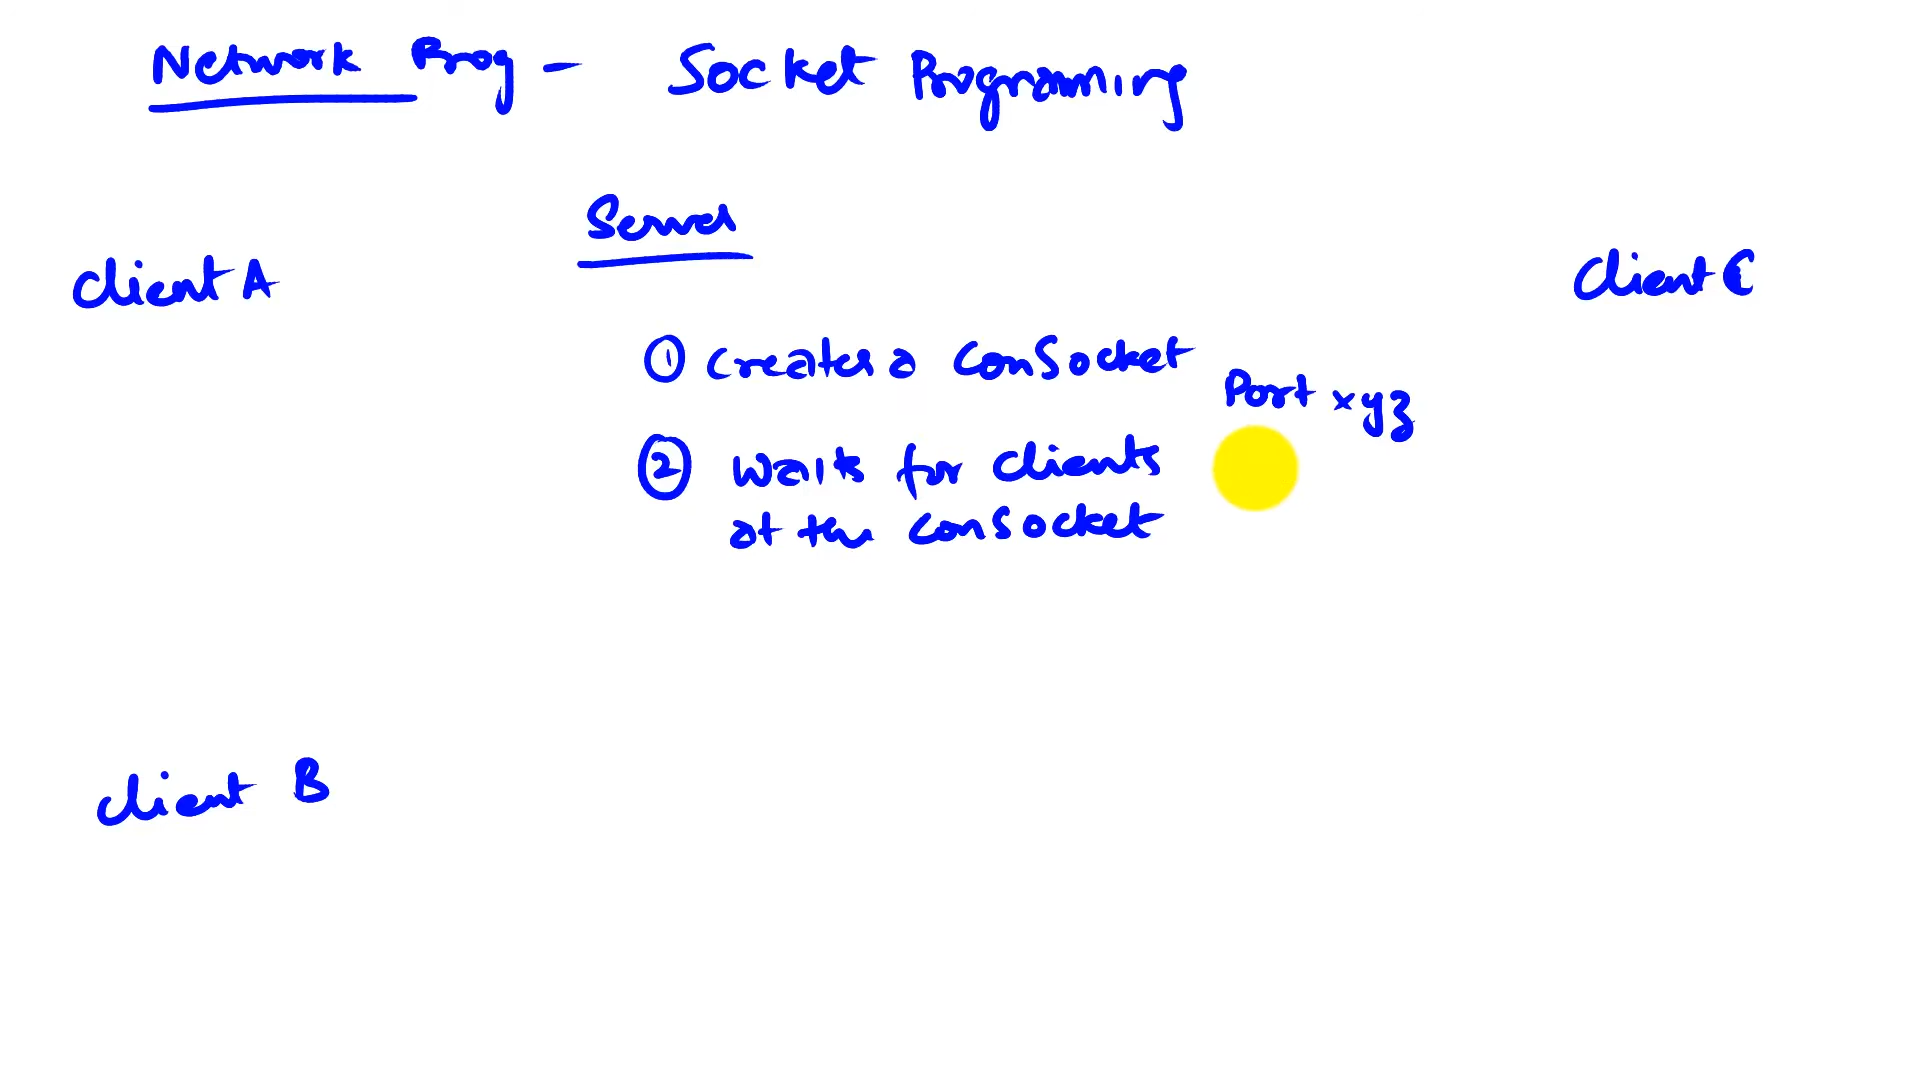 Network Prog - Socket Programming
Server
Client A
Client C
① Creates a ConSocket
Port xyz
② Waits for Clients
at the ConSocket
Client B